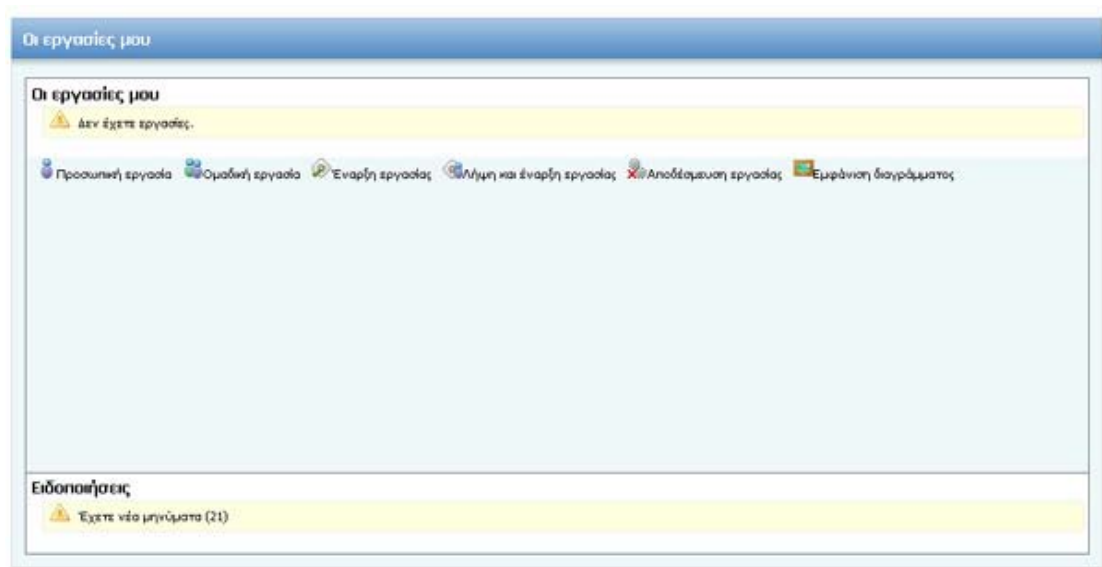 Οι εργασίες μου
Οι εργασίες μου
Δεν έχετε εργασίες.
Προσωπική εργασία Ομαδική εργασία Έναρξη εργασίας Λήψη και έναρξη εργασίας Αποδέσμευση εργασίας Εμφάνιση διαγράμματος
Ειδοποιήσεις
Έχετε νέα μηνύματα (21)